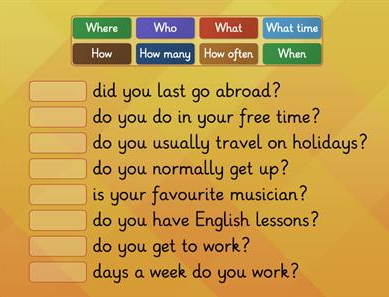 Where Who What What time
How How many How often When
did you last go abroad?
do you do in your free time?
do you usually travel on holidays?
do you normally get up?
is your favourite musician?
do you have English lessons?
do you get to work?
days a week do you work?